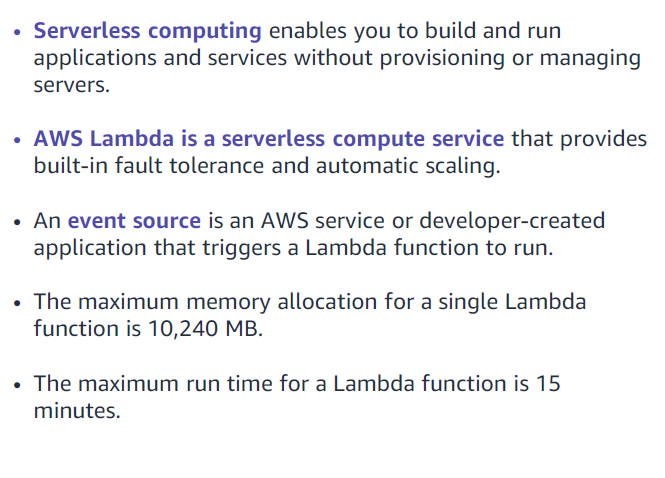 • Serverless computing enables you to build and run
applications and services without provisioning or managing
servers.
• AWS Lambda is a serverless compute service that provides
built-in fault tolerance and automatic scaling.
• An event source is an AWS service or developer-created
application that triggers a Lambda function to run.
• The maximum memory allocation for a single Lambda
function is 10,240 MB.
• The maximum run time for a Lambda function is 15
minutes.